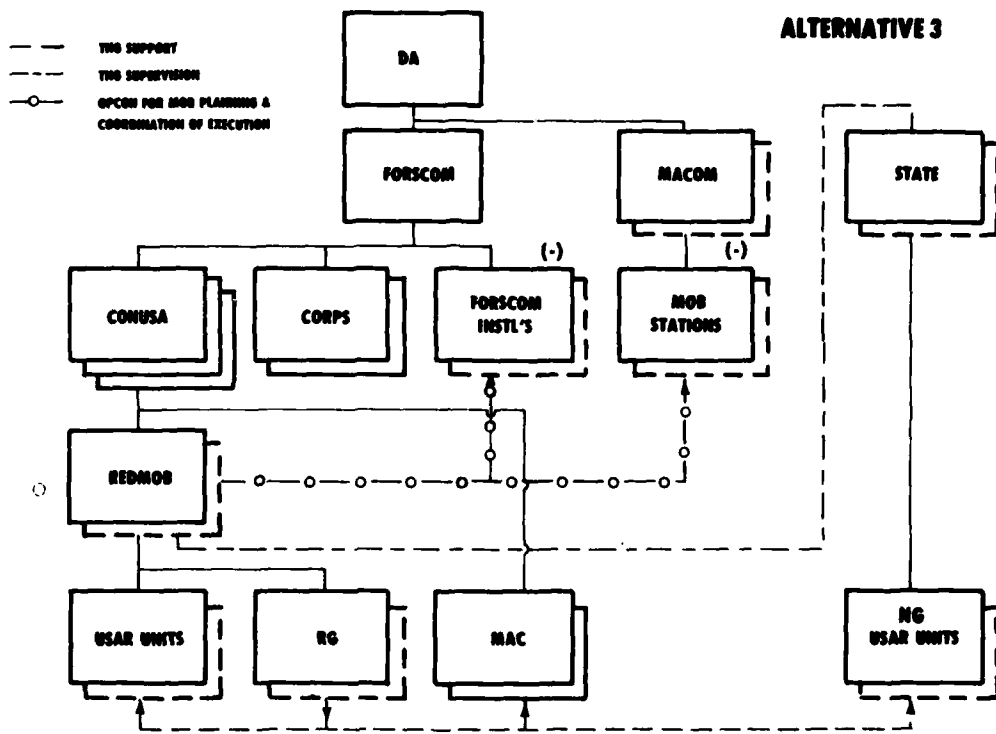 ALTERNATIVE 3
TNG SUPPORT
TNG SUPERVISION
OPCON FOR MOB PLANNING &
COORDINATION OF EXECUTION
DA
FORSCOM
MACOM
STATE
(-)
(-)
CONUSA
CORPS
FORSCOM
INSTL'S
MOB
STATIONS
REDMOB
USAR UNITS
RG
MAC
NG
USAR UNITS